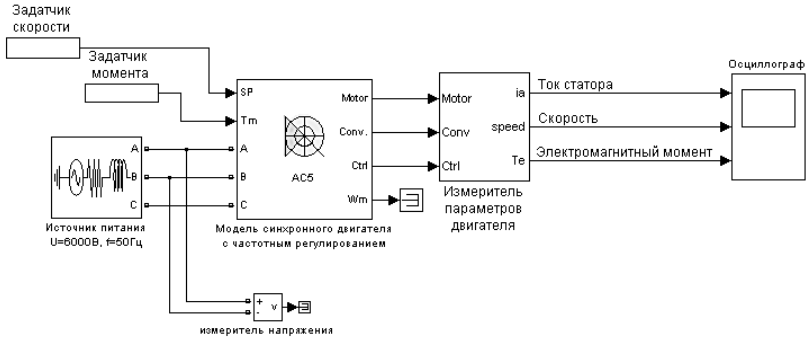 Задатчик
скорости
Задатчик
момента
Осциллограф
SP
Tm
A
B
C
Motor
Conv.
Ctrl
Wm
AC5
Motor
Conv
Ctrl
ia
speed
Te
Ток статора
Скорость
Электромагнитный момент
A
B
C
Источник питания
U=6000В, f=50Гц
Модель синхронного двигателя
с частотным регулированием
Измеритель
параметров
двигателя
+
-
v
измеритель напряжения